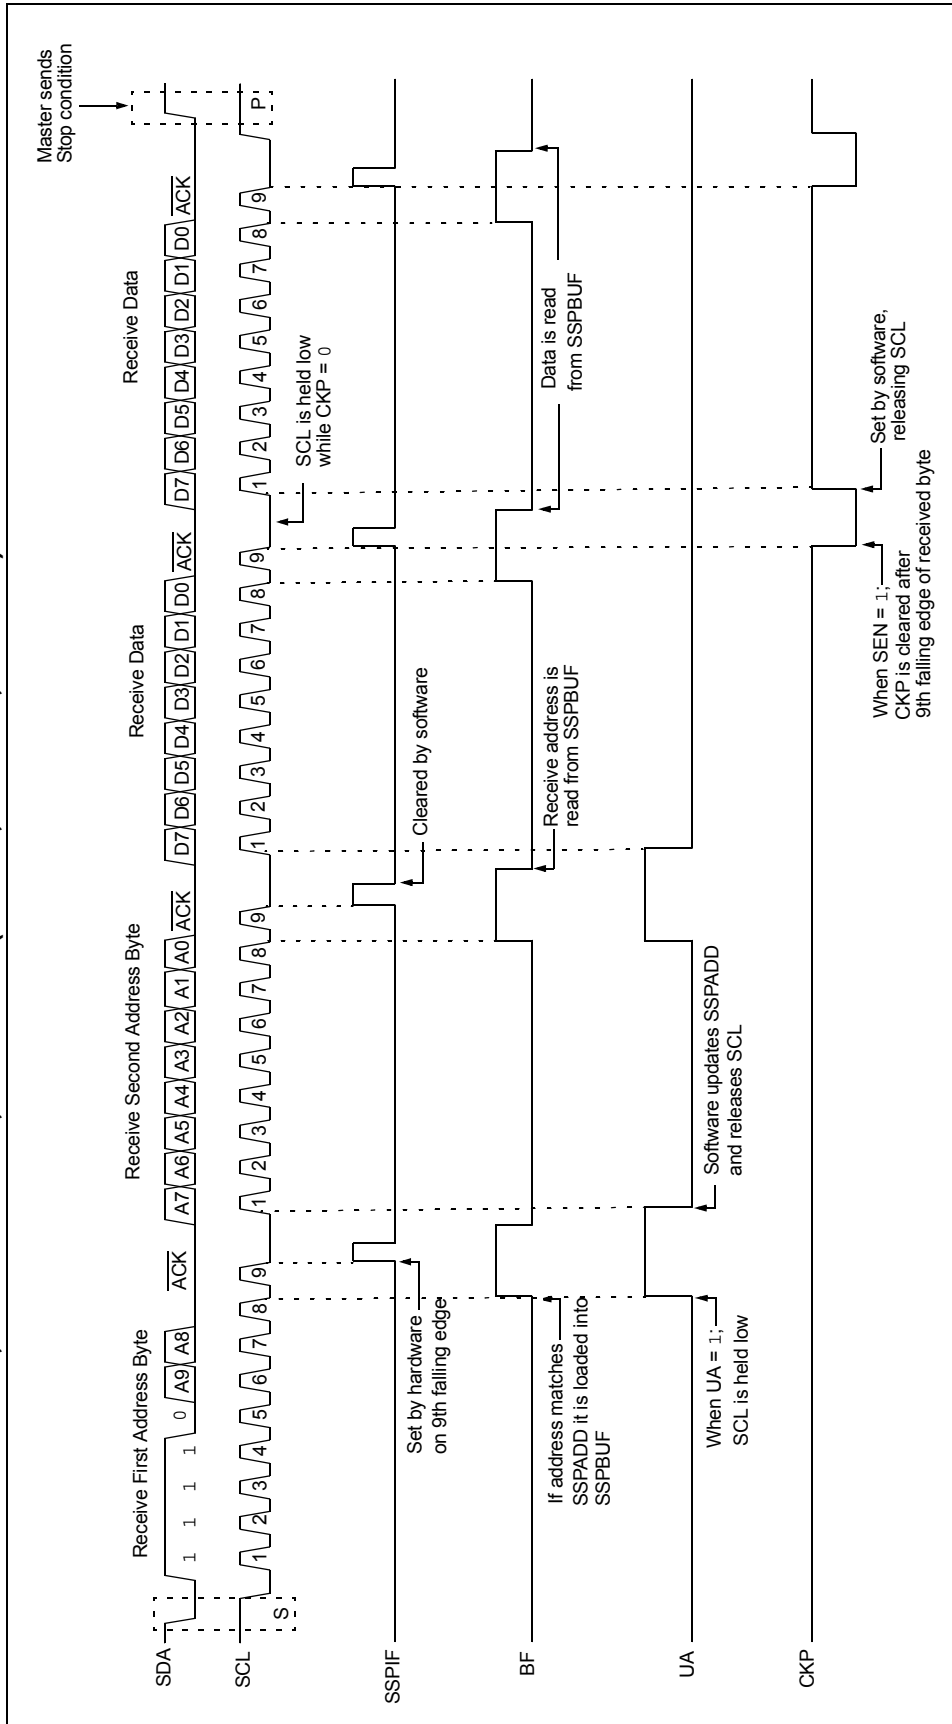 Master sends
Stop condition
Receive First Address Byte
Receive Second Address Byte
Receive Data
Receive Data
SDA
1 1 1 1 0 A9 A8 ACK
A7 A6 A5 A4 A3 A2 A1 A0 ACK
D7 D6 D5 D4 D3 D2 D1 D0 ACK
D7 D6 D5 D4 D3 D2 D1 D0 ACK
SCL
S
1 2 3 4 5 6 7 8 9
1 2 3 4 5 6 7 8 9
1 2 3 4 5 6 7 8 9
1 2 3 4 5 6 7 8 9
P
SCL is held low
while CKP = 0
SSPIF
Set by hardware
on 9th falling edge
Cleared by software
BF
If address matches
SSPADD it is loaded into
SSPBUF
Receive address is
read from SSPBUF
Data is read
from SSPBUF
UA
When UA = 1;
SCL is held low
Software updates SSPADD
and releases SCL
CKP
When SEN = 1;
CKP is cleared after
9th falling edge of received byte
Set by software,
releasing SCL